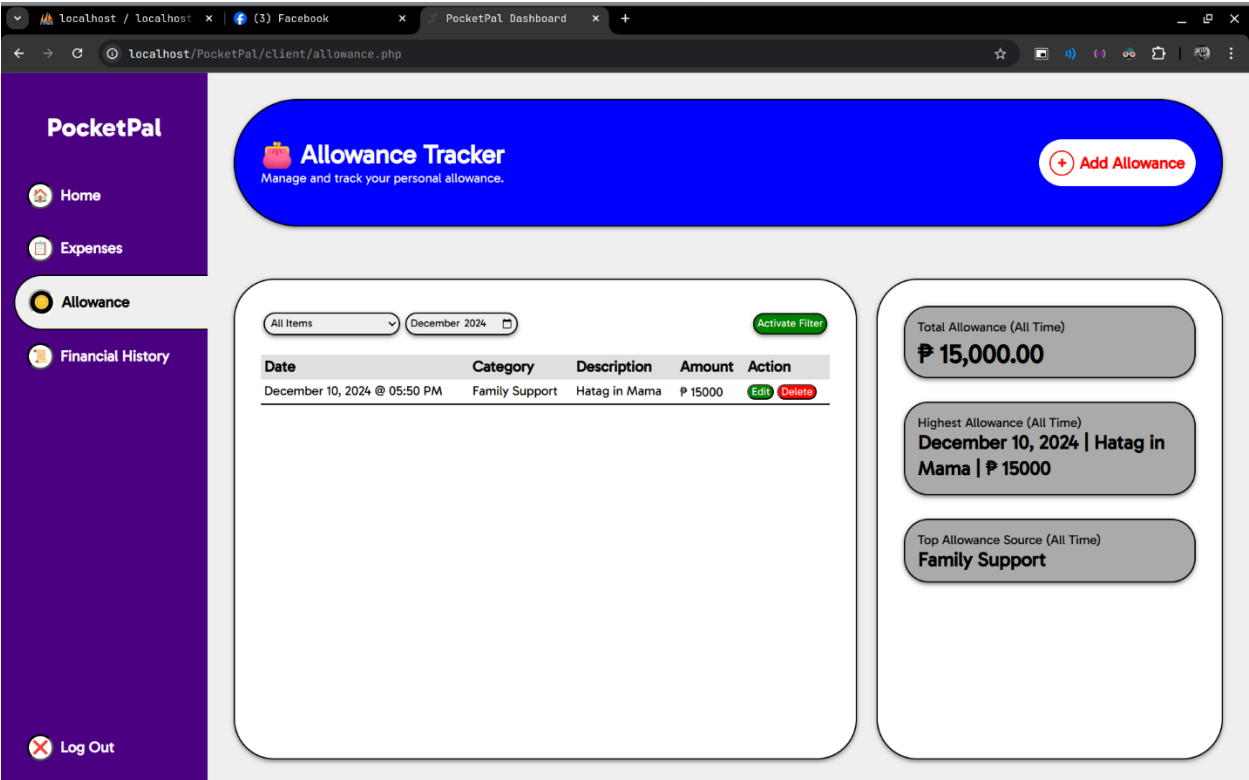 localhost / localhost
(3) Facebook
PocketPal Dashboard
localhost/PocketPal/client/allowance.php
PocketPal
Home
Expenses
Allowance
Financial History
Log Out
Allowance Tracker
Manage and track your personal allowance.
+ Add Allowance
All Items
December 2024
Activate Filter
Date Category Description Amount Action
December 10, 2024 @ 05:50 PM Family Support Hatag in Mama ₱ 15000 Edit Delete
Total Allowance (All Time)
₱ 15,000.00
Highest Allowance (All Time)
December 10, 2024 | Hatag in
Mama | ₱ 15000
Top Allowance Source (All Time)
Family Support